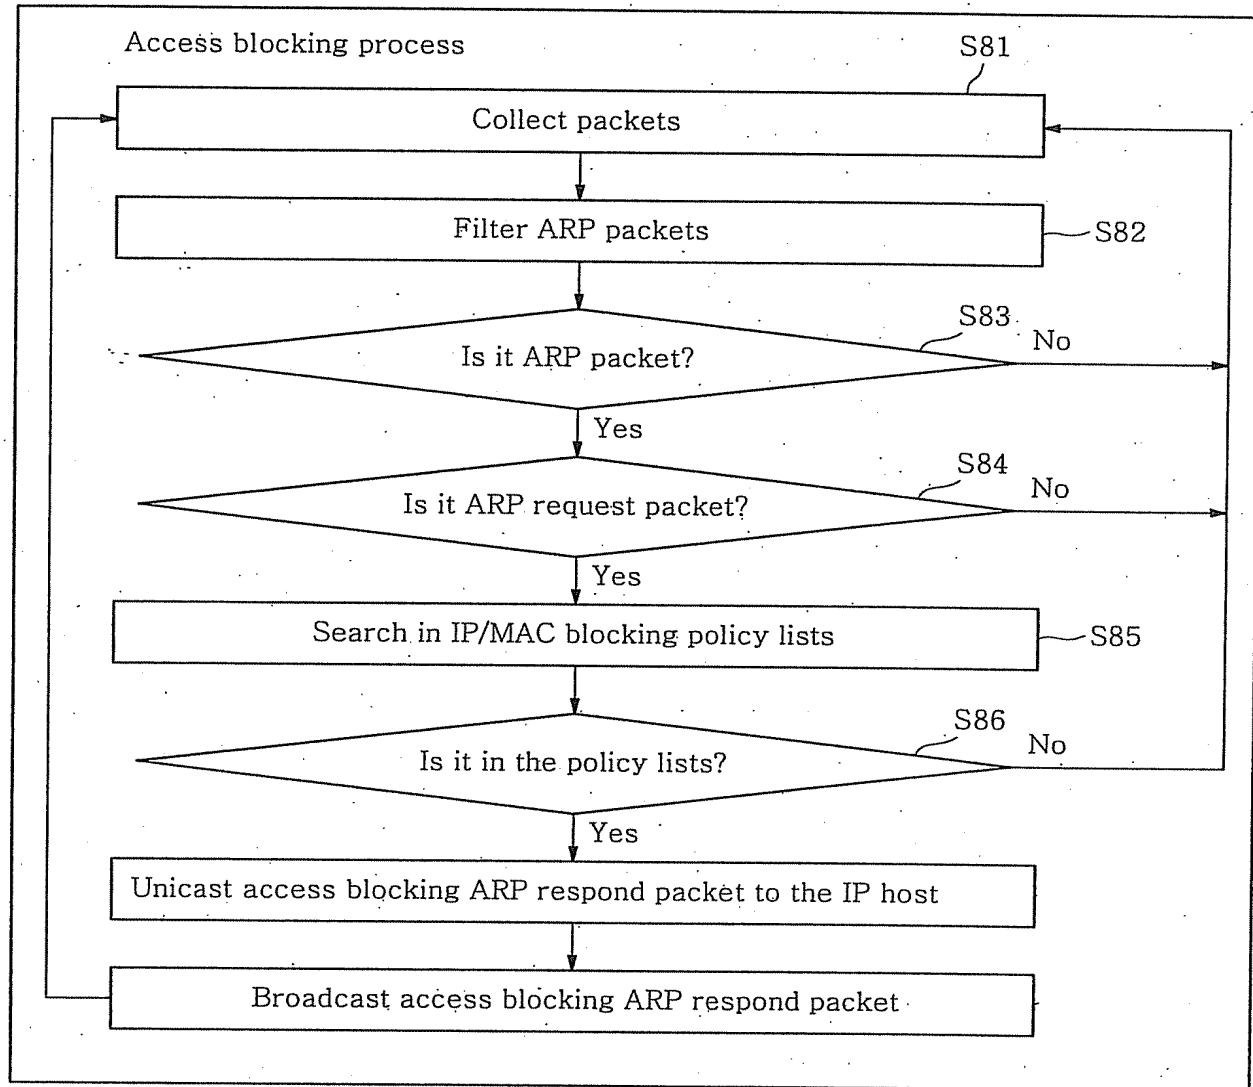 Access blocking process
S81
Collect packets
Filter ARP packets
S82
S83
Is it ARP packet?
No
Yes
S84
Is it ARP request packet?
No
Yes
Search in IP/MAC blocking policy lists
S85
S86
Is it in the policy lists?
No
Yes
Unicast access blocking ARP respond packet to the IP host
Broadcast access blocking ARP respond packet